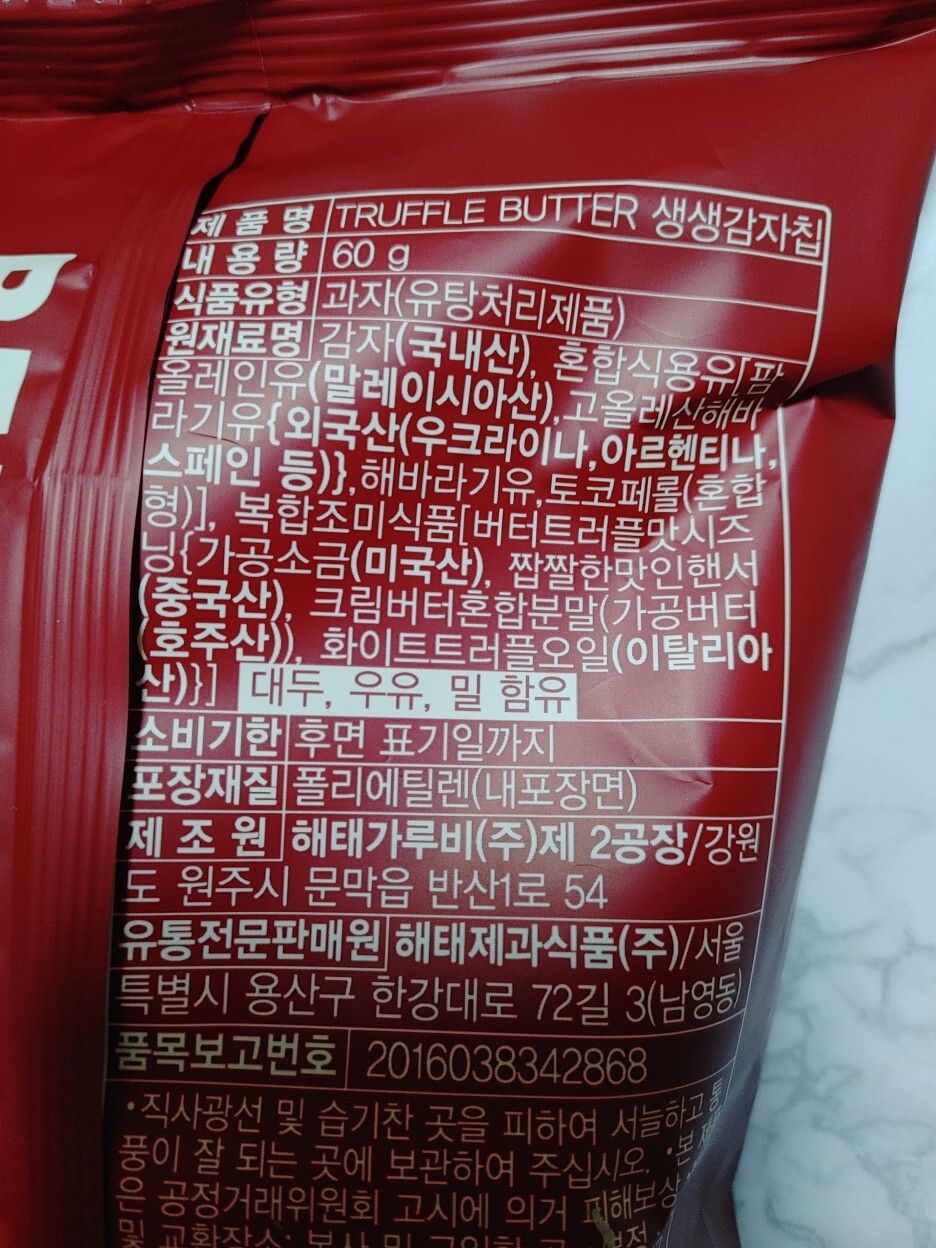 제 품 명 TRUFFLE BUTTER 생생감자칩
내 용 량 60 g
식품유형 과자(유탕처리제품)
원재료명 감자(국내산), 혼합식용유[팜
올레인유(말레이시아산),고올레산해바
라기유{외국산(우크라이나,아르헨티나,
스페인 등)},해바라기유,토코페롤(혼합
형)], 복합조미식품[버터트러플맛시즈
닝{가공소금(미국산), 짭짤한맛인핸서
(중국산), 크림버터혼합분말(가공버터
(호주산)), 화이트트러플오일(이탈리아
산)}] 대두, 우유, 밀 함유
소비기한 후면 표기일까지
포장재질 폴리에틸렌(내포장면)
제 조 원 해태가루비(주)제 2공장/강원
도 원주시 문막읍 반산1로 54
유통전문판매원 해태제과식품(주)/서울
특별시 용산구 한강대로 72길 3(남영동)
품목보고번호 2016038342868
•직사광선 및 습기찬 곳을 피하여 서늘하고 통
풍이 잘 되는 곳에 보관하여 주십시오. •본
은 공정거래위원회 고시에 의거 피해보상
및 교환장소: 본사 및